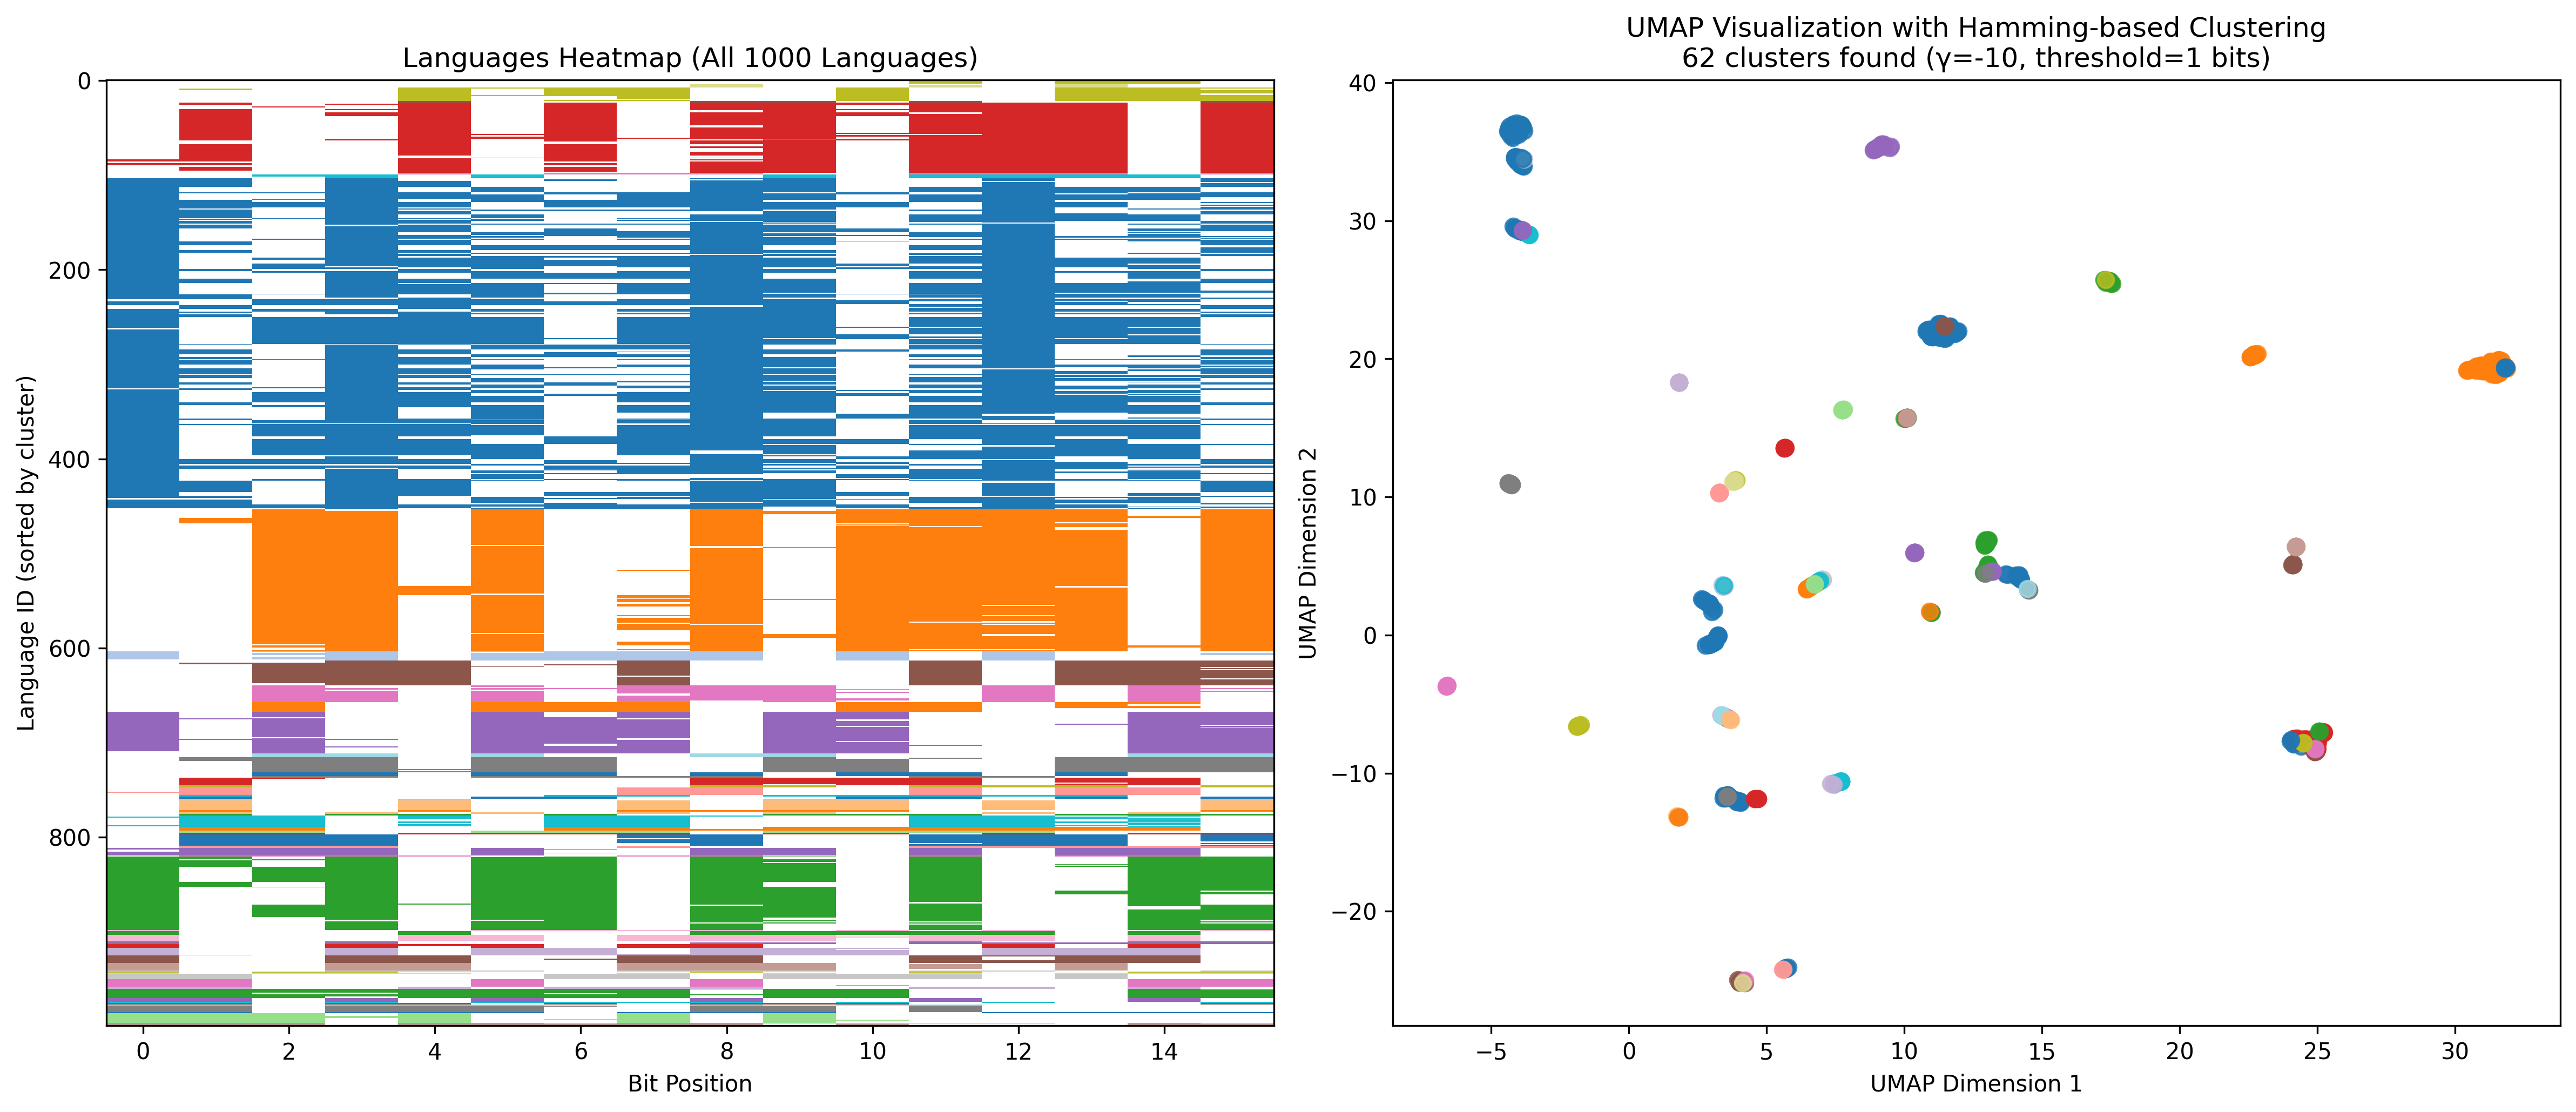 Languages Heatmap (All 1000 Languages)
0
200
400
600
800
Language ID (sorted by cluster)
0 2 4 6 8 10 12 14
Bit Position
UMAP Visualization with Hamming-based Clustering
62 clusters found (γ=-10, threshold=1 bits)
40
30
20
10
0
−10
−20
UMAP Dimension 2
−5 0 5 10 15 20 25 30
UMAP Dimension 1